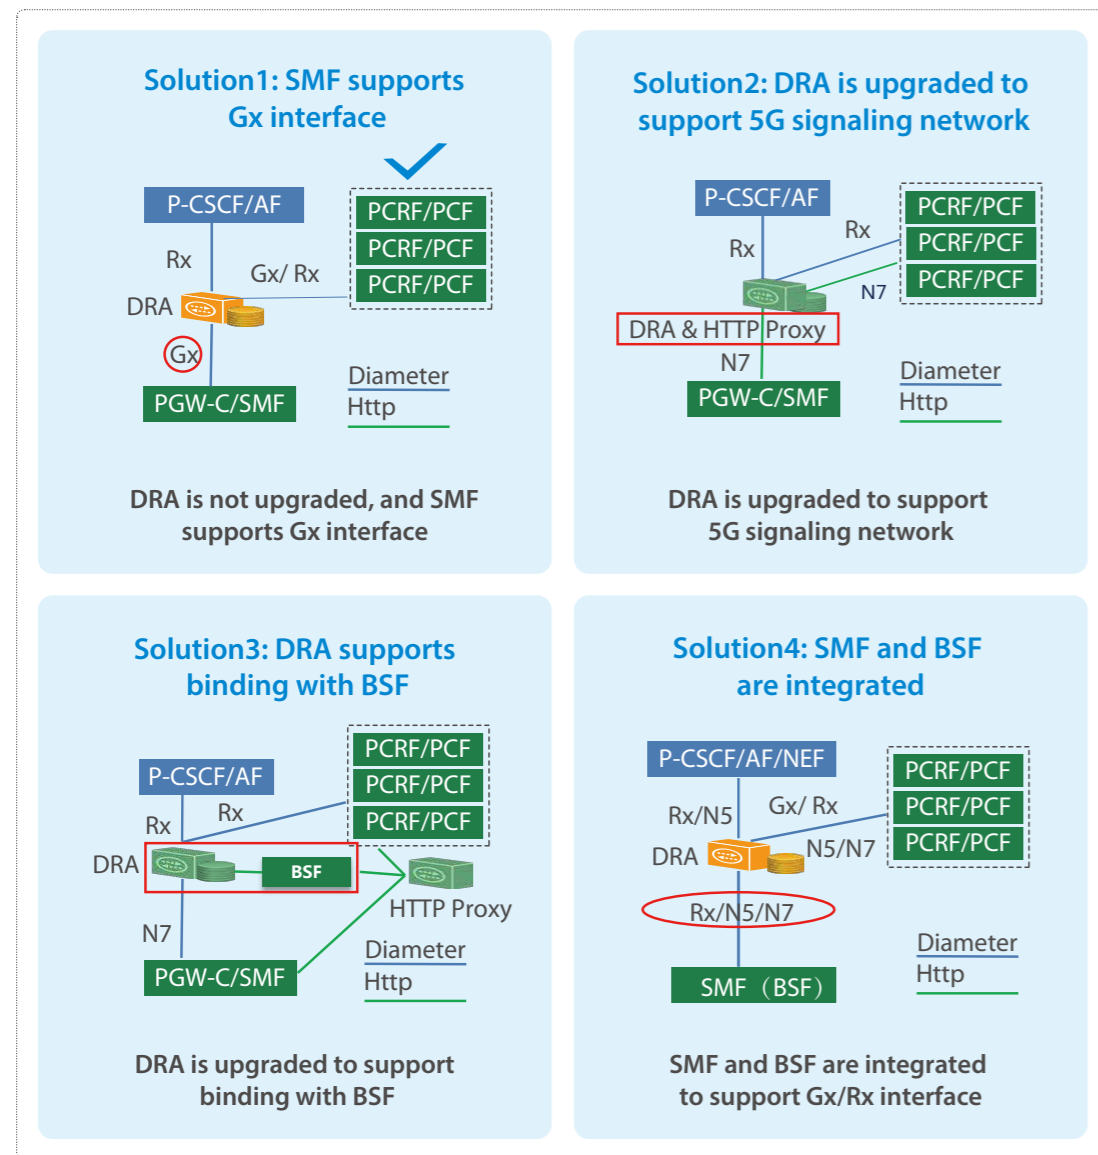 Solution1: SMF supports
Gx interface
P-CSCF/AF
PCRF/PCF
PCRF/PCF
PCRF/PCF
Rx
Gx/ Rx
DRA
Gx
PGW-C/SMF
Diameter
Http
DRA is not upgraded, and SMF
supports Gx interface
Solution2: DRA is upgraded to
support 5G signaling network
P-CSCF/AF
PCRF/PCF
PCRF/PCF
PCRF/PCF
Rx
Rx
N7
DRA & HTTP Proxy
N7
PGW-C/SMF
Diameter
Http
DRA is upgraded to support
5G signaling network
Solution3: DRA supports
binding with BSF
PCRF/PCF
PCRF/PCF
PCRF/PCF
P-CSCF/AF
Rx
Rx
DRA
BSF
HTTP Proxy
N7
PGW-C/SMF
Diameter
Http
DRA is upgraded to support
binding with BSF
Solution4: SMF and BSF
are integrated
P-CSCF/AF/NEF
PCRF/PCF
PCRF/PCF
PCRF/PCF
Rx/N5
Gx/ Rx
DRA
N5/N7
Rx/N5/N7
SMF（BSF）
Diameter
Http
SMF and BSF are integrated
to support Gx/Rx interface